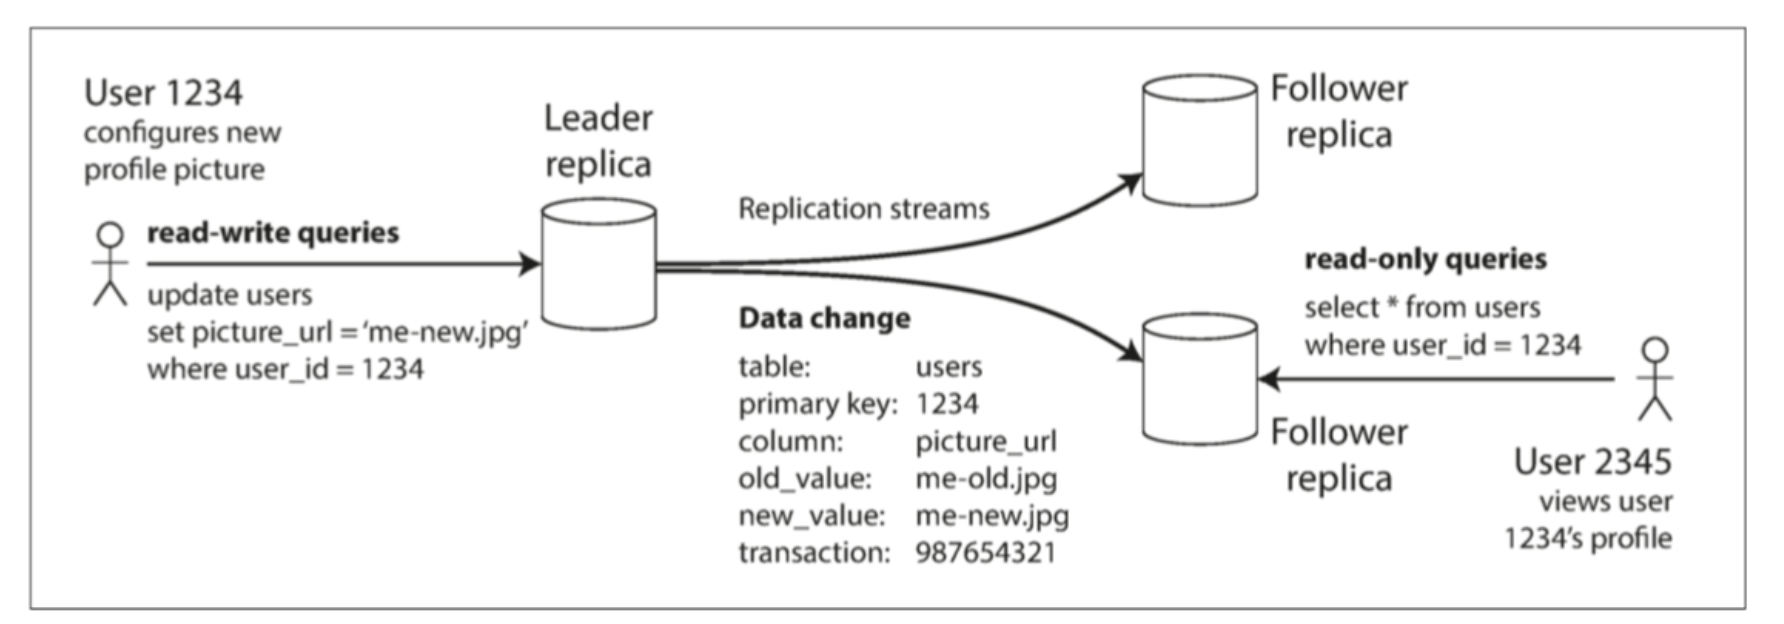 User 1234
configures new
profile picture
read-write queries
update users
set picture_url = ‘me-new.jpg’
where user_id = 1234
Leader
replica
Replication streams
Data change
table: users
primary key: 1234
column: picture_url
old_value: me-old.jpg
new_value: me-new.jpg
transaction: 987654321
Follower
replica
read-only queries
select * from users
where user_id = 1234
Follower
replica
User 2345
views user
1234’s profile